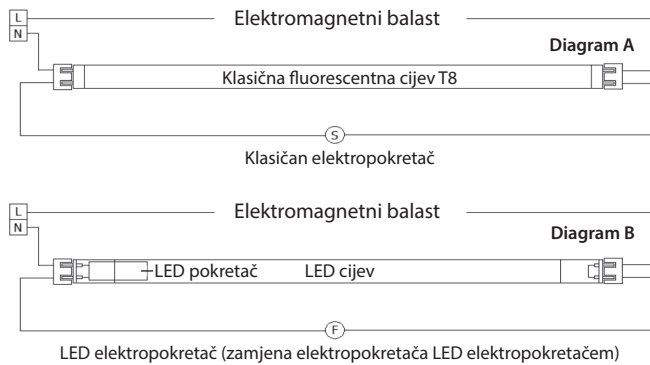 L
Elektromagnetni balast
N
Diagram A
Klasična fluorescentna cijev T8
S
Klasičan elektropokretač
L
Elektromagnetni balast
N
Diagram B
LED pokretač
LED cijev
F
LED elektropokretač (zamjena elektropokretača LED elektropokretačem)